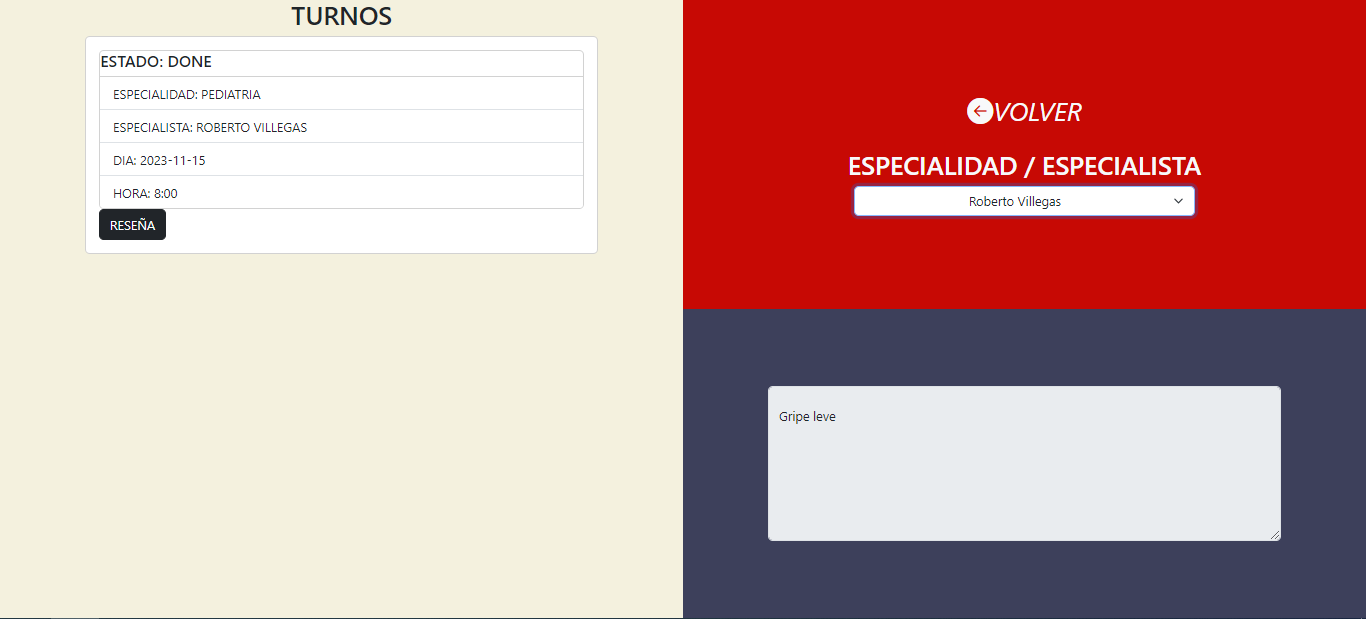 TURNOS
ESTADO: DONE
ESPECIALIDAD: PEDIATRIA
ESPECIALISTA: ROBERTO VILLEGAS
DIA: 2023-11-15
HORA: 8:00
RESEÑA
VOLVER
ESPECIALIDAD / ESPECIALISTA
Roberto Villegas
Gripe leve